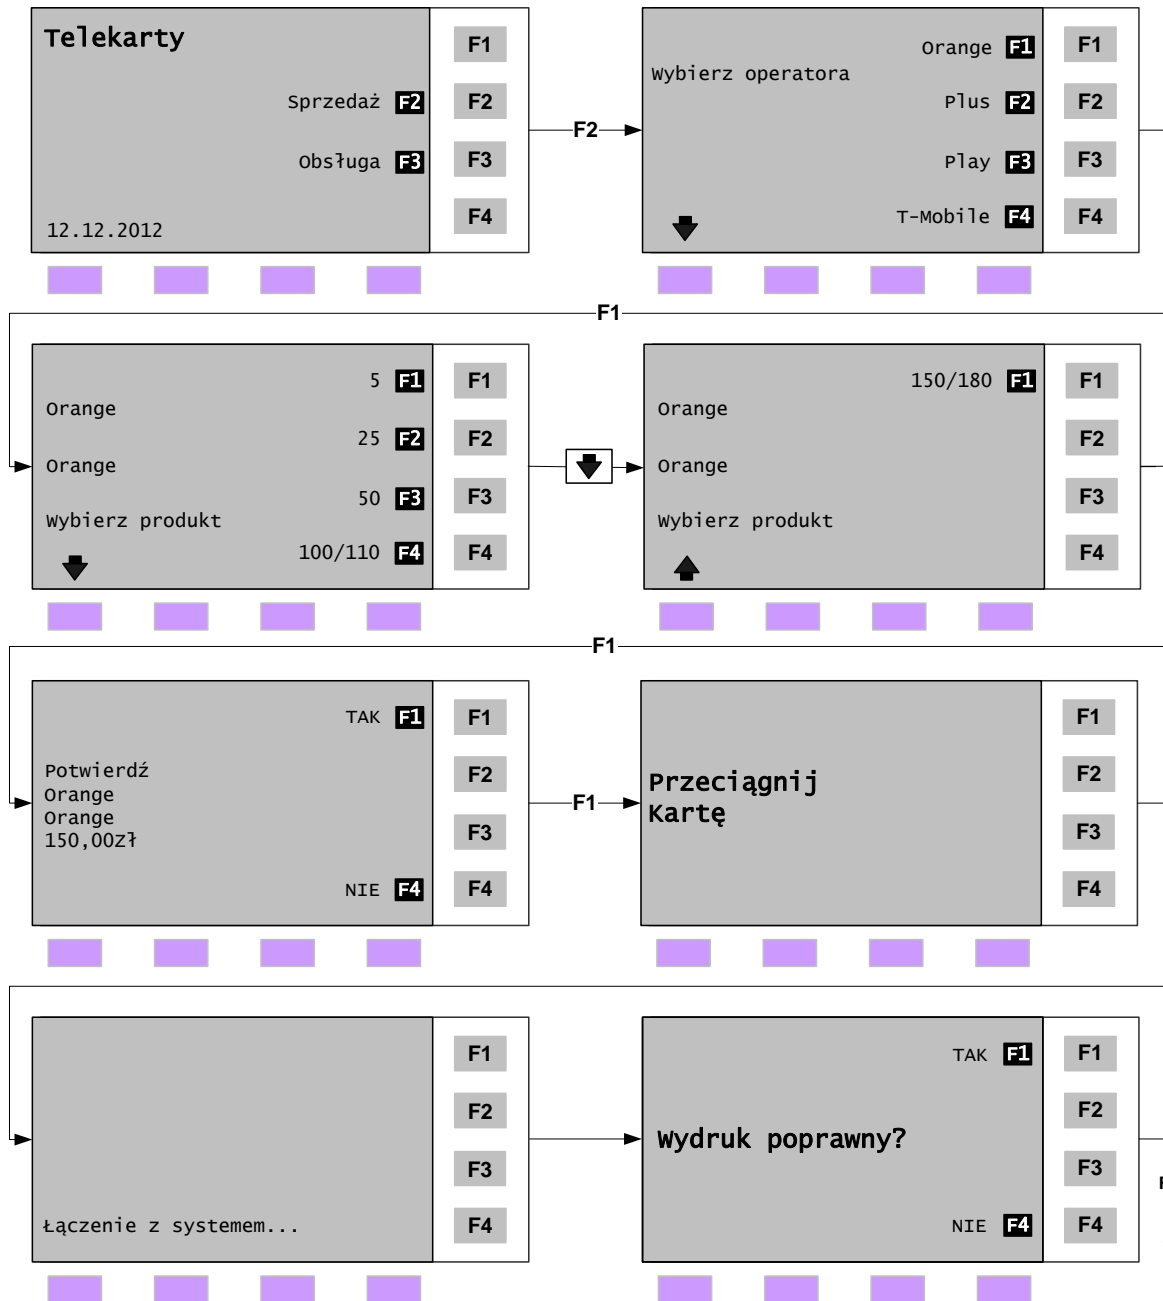 Telekarty
F1
Sprzedaż F2
F2
Obsługa F3
F3
12.12.2012
F4
F2
Orange F1
F1
Wybierz operatora
Plus F2
F2
Play F3
F3
T-Mobile F4
F4
F1
5 F1
F1
Orange
25 F2
F2
Orange
50 F3
F3
Wybierz produkt
100/110 F4
F4
150/180 F1
F1
Orange
F2
Orange
F3
Wybierz produkt
F4
F1
TAK F1
F1
Potwierdź
F2
Orange
Orange
F3
150,00zł
NIE F4
F4
F1
F1
Przeciągnij
F2
Kartę
F3
F4
F1
F2
F3
Łączenie z systemem...
F4
TAK F1
F1
F2
Wydruk poprawny?
F3
NIE F4
F4